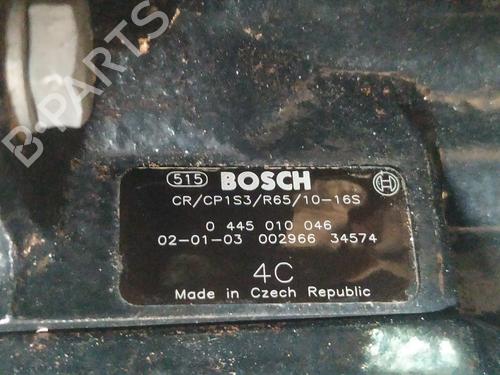 515 BOSCH
CR/CP1S3/R65/10-16S
0 445 010 046
02-01-03 002966 34574
4C
Made in Czech Republic
B-PARTS